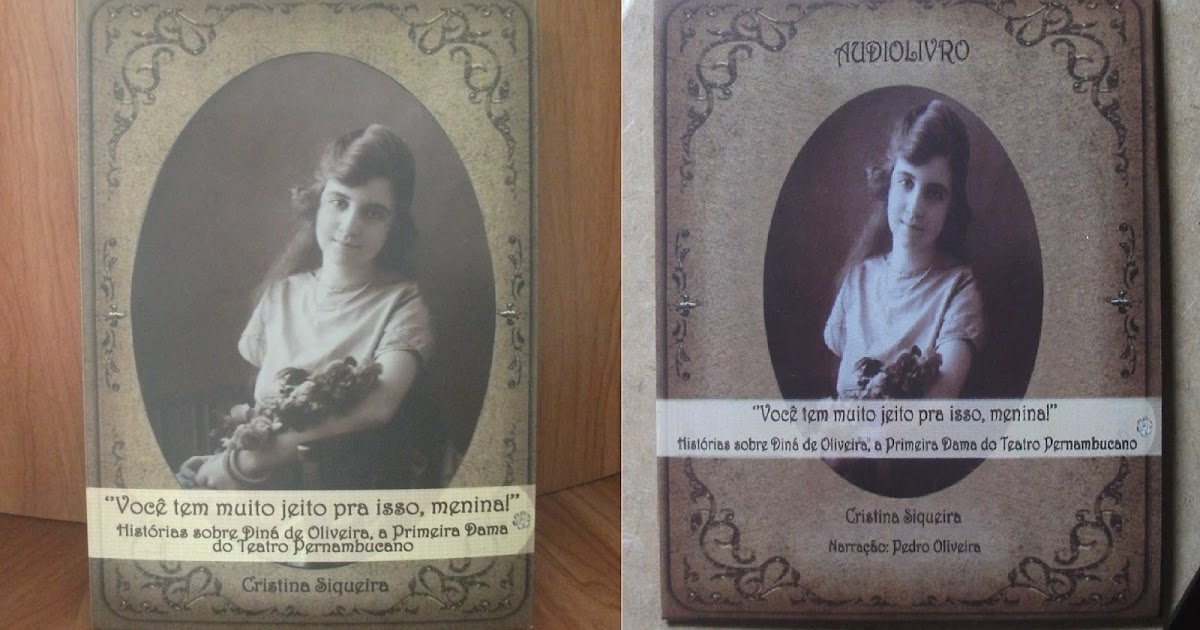 "Você tem muito jeito pra isso, menina!"
Histórias sobre Diná de Oliveira, a Primeira Dama
do Teatro Pernambucano
Cristina Siqueira
AUDIOLIVRO
"Você tem muito jeito pra isso, menina!"
Histórias sobre Diná de Oliveira, a Primeira Dama do Teatro Pernambucano
Cristina Siqueira
Narração: Pedro Oliveira